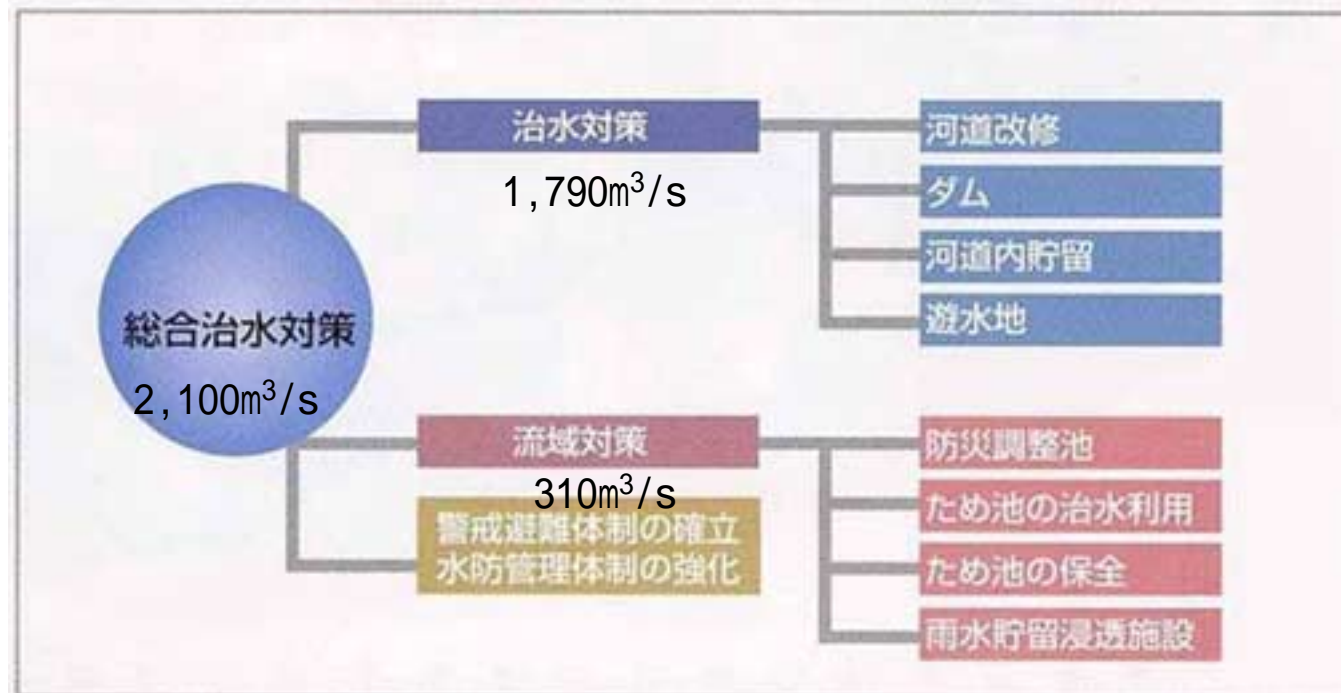 総合治水対策
2,100m³/s
治水対策
1,790m³/s
河道改修
ダム
河道内貯留
遊水地
流域対策
310m³/s
防災調整池
ため池の治水利用
ため池の保全
雨水貯留浸透施設
警戒避難体制の確立
水防管理体制の強化